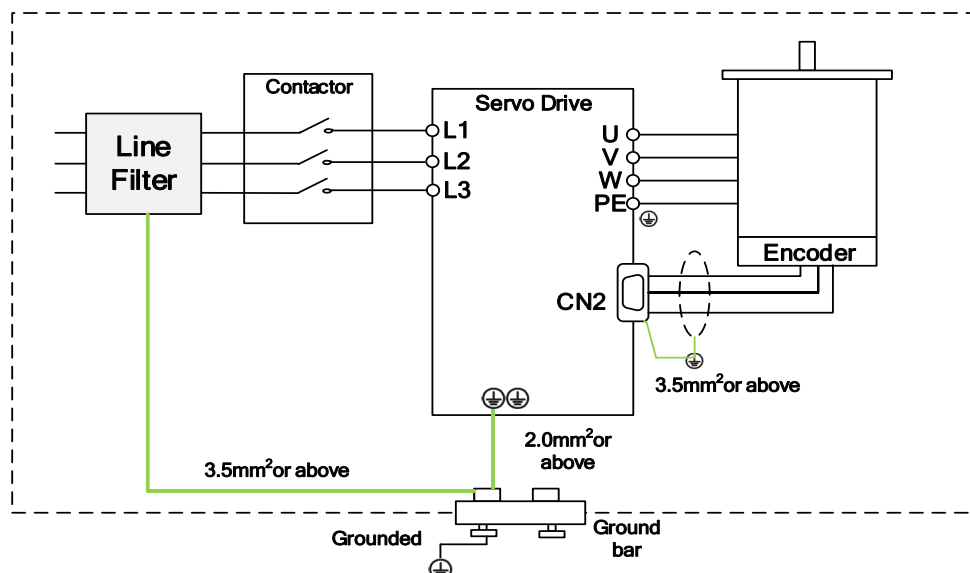 Contactor
Servo Drive
Line
Filter
L1
L2
L3
U
V
W
PE
Encoder
CN2
3.5mm²or above
2.0mm²or
above
3.5mm²or above
Grounded
Ground
bar